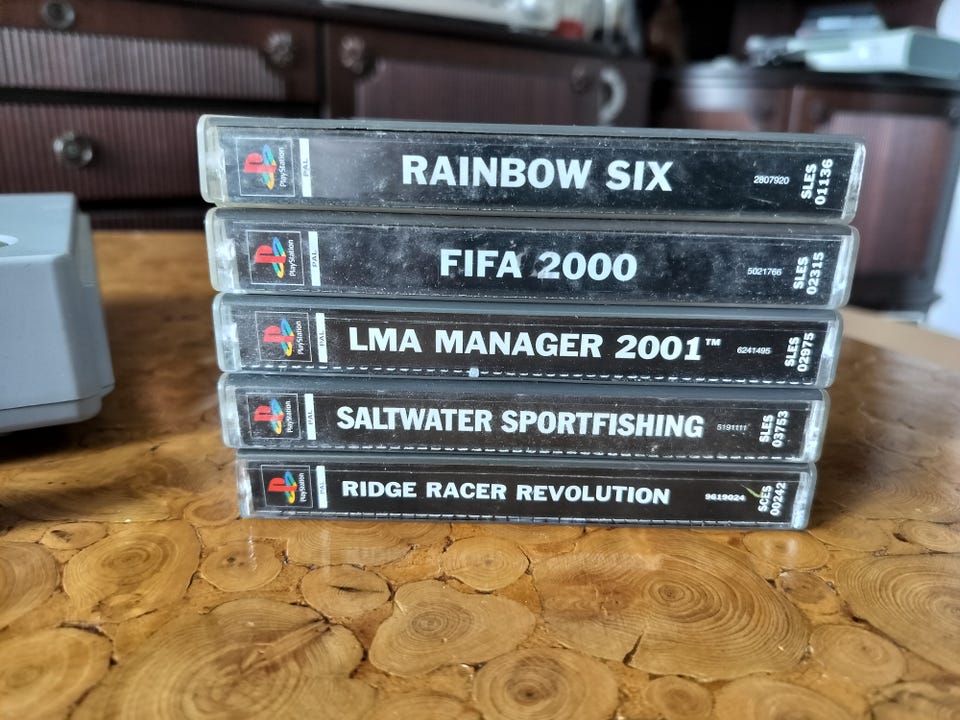 PlayStation PAL RAINBOW SIX 2807920 SLES 01136
PlayStation PAL FIFA 2000 5021766 SLES 02315
PlayStation PAL LMA MANAGER 2001™ 6241495 SLES 02975
PlayStation PAL SALTWATER SPORTFISHING 5191111 SLES 03753
PlayStation PAL RIDGE RACER REVOLUTION 9619024 SCES 00242